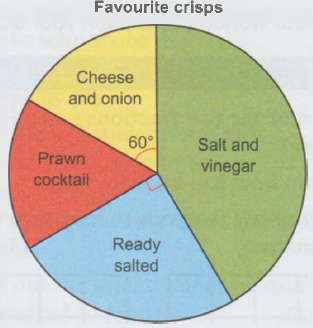 Favourite crisps
Cheese
and onion
60°
Salt and
vinegar
Prawn
cocktail
Ready
salted